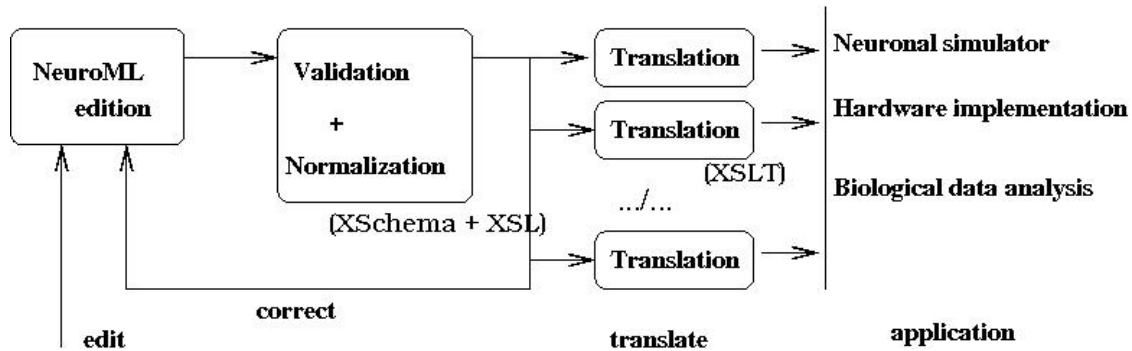 NeuroML
edition
Validation
+
Normalization
(XSchema + XSL)
Translation
Translation
(XSLT)
.../...
Translation
Neuronal simulator
Hardware implementation
Biological data analysis
correct
edit
translate
application